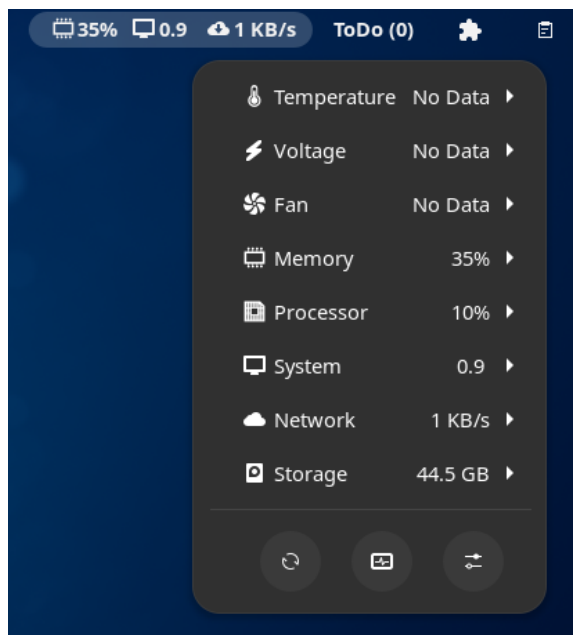 35% 0.9 1 KB/s ToDo (0)
Temperature No Data
Voltage No Data
Fan No Data
Memory 35%
Processor 10%
System 0.9
Network 1 KB/s
Storage 44.5 GB